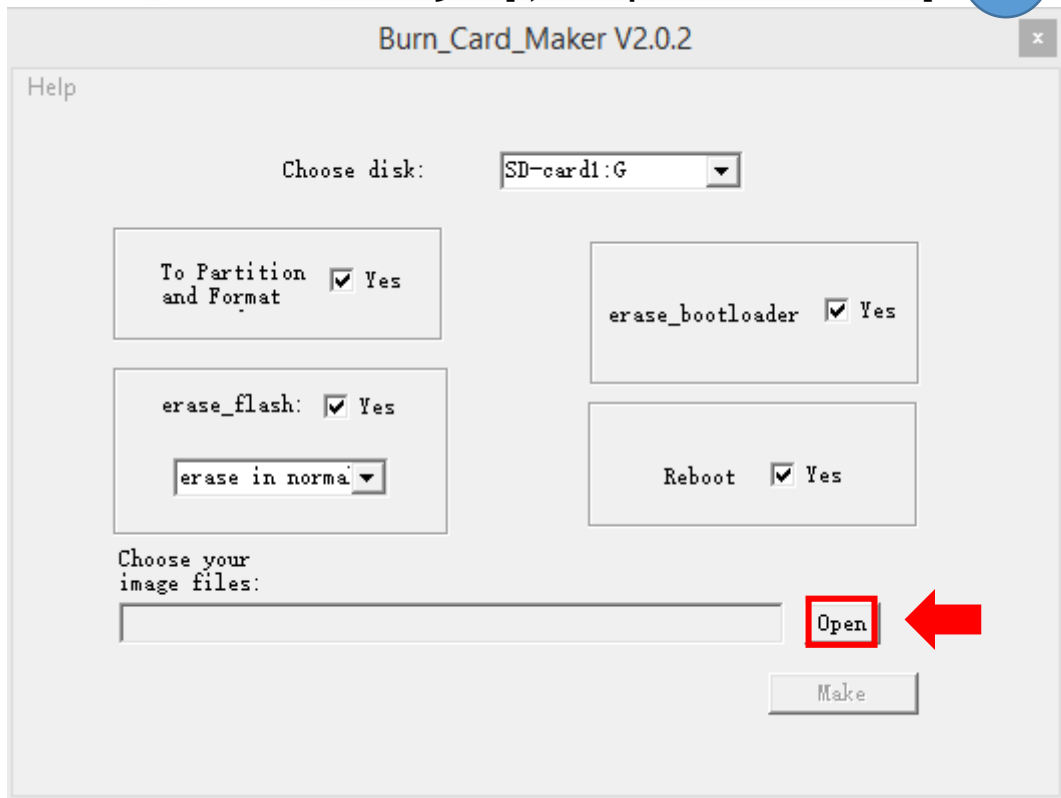 Burn_Card_Maker V2.0.2
x
Help
Choose disk:
SD-card1:G
To Partition
and Format
Yes
erase_bootloader
Yes
erase_flash:
Yes
erase in norma
Reboot
Yes
Choose your
image files:
Open
Make